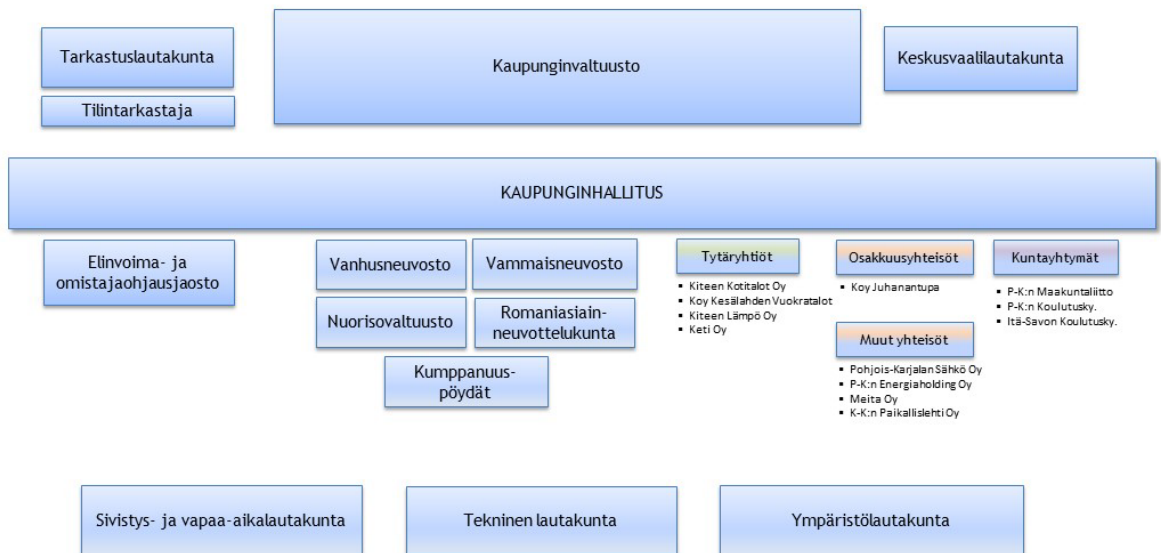 Tarkastuslautakunta
Tilintarkastaja
Kaupunginvaltuusto
Keskusvaalilautakunta
KAUPUNGINHALLITUS
Elinvoima- ja
omistajaohjausjaosto
Vanhusneuvosto
Vammaisneuvosto
Nuorisovaltuusto
Romaniasiain-
neuvottelukunta
Kumppanuus-
pöydät
Tytäryhtiöt
▪ Kiteen Kotitalot Oy
▪ Koy Kesälahden Vuokratalot
▪ Kiteen Lämpö Oy
▪ Keti Oy
Osakkuusyhteisöt
▪ Koy Juhanantupa
Muut yhteisöt
▪ Pohjois-Karjalan Sähkö Oy
▪ P-K:n Energiaholding Oy
▪ Meita Oy
▪ K-K:n Paikallislehti Oy
Kuntayhtymät
▪ P-K:n Maakuntaliitto
▪ P-K:n Koulutusky.
▪ Itä-Savon Koulutusky.
Sivistys- ja vapaa-aikalautakunta
Tekninen lautakunta
Ympäristölautakunta